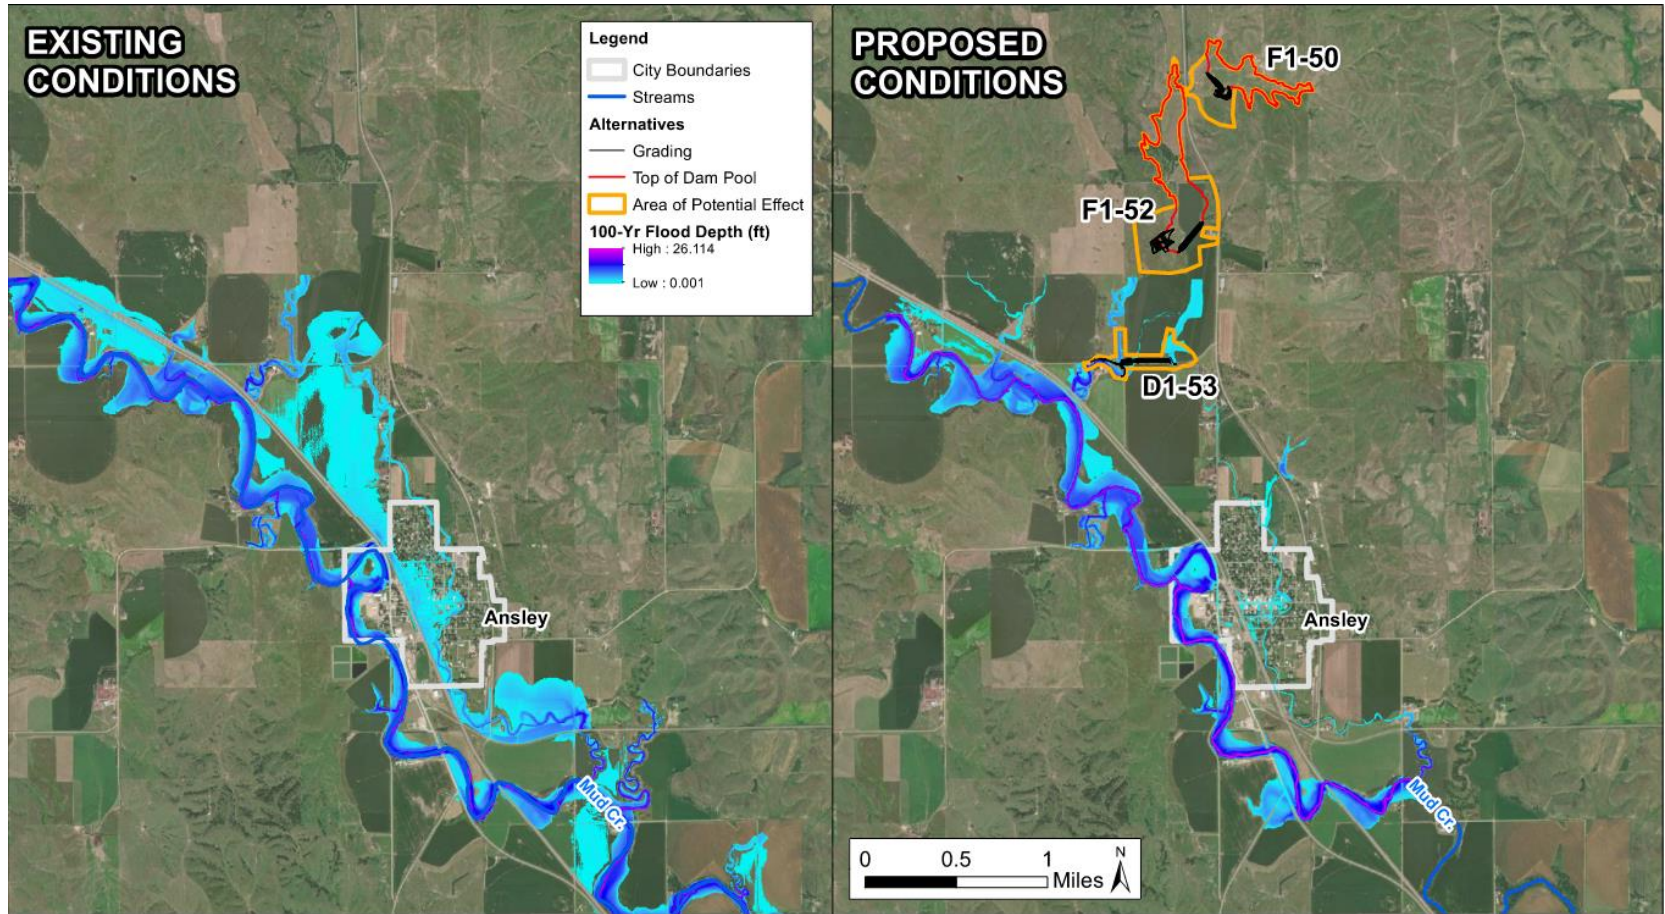 EXISTING
CONDITIONS
Legend
City Boundaries
Streams
Alternatives
Grading
Top of Dam Pool
Area of Potential Effect
100-Yr Flood Depth (ft)
High : 26.114
Low : 0.001
Ansley
Mud Cr.
PROPOSED
CONDITIONS
F1-50
F1-52
D1-53
Ansley
Mud Cr.
0 0.5 1
Miles
N